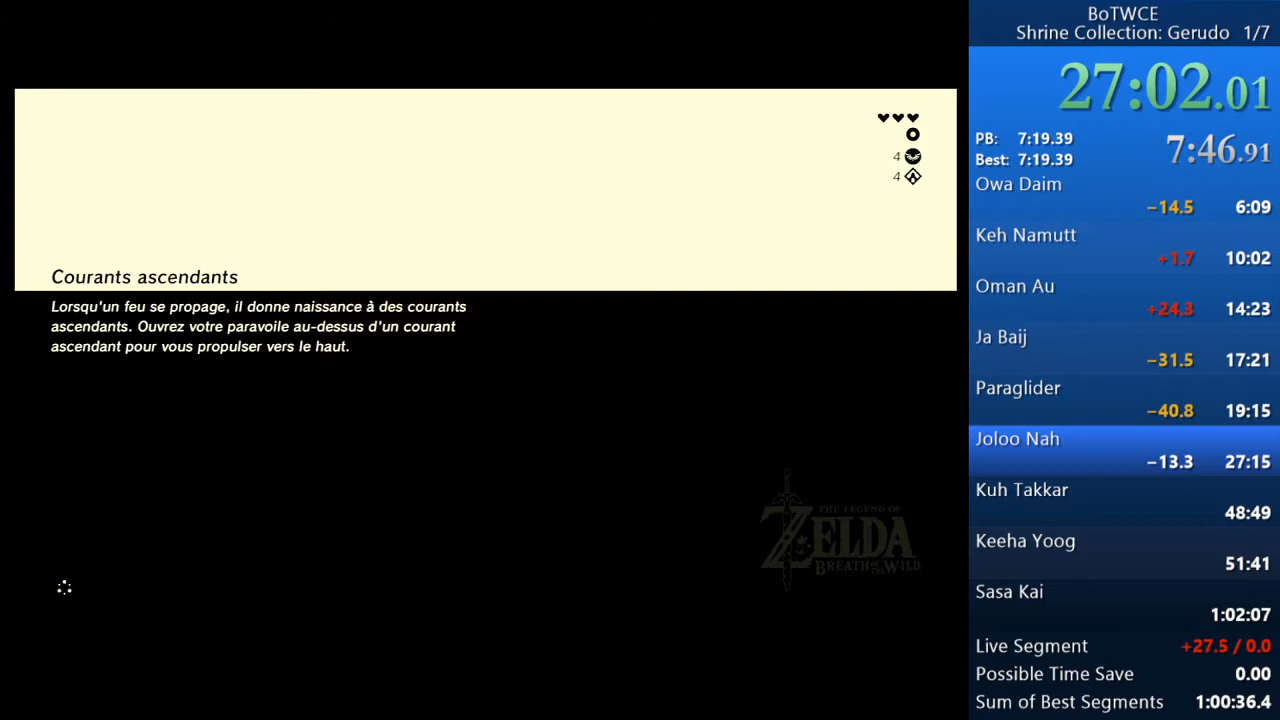 4
4
Courants ascendants
Lorsqu'un feu se propage, il donne naissance à des courants
ascendants. Ouvrez votre paravoile au-dessus d'un courant
ascendant pour vous propulser vers le haut.
THE LEGEND OF
ZELDA
BREATH OF THE WILD
BoTWCE
Shrine Collection: Gerudo 1/7
27:02.01
PB: 7:19.39
Best: 7:19.39
7:46.91
Owa Daim
−14.5 6:09
Keh Namutt
+1.7 10:02
Oman Au
+24.3 14:23
Ja Baij
−31.5 17:21
Paraglider
−40.8 19:15
Joloo Nah
−13.3 27:15
Kuh Takkar
48:49
Keeha Yoog
51:41
Sasa Kai
1:02:07
Live Segment +27.5 / 0.0
Possible Time Save 0.00
Sum of Best Segments 1:00:36.4